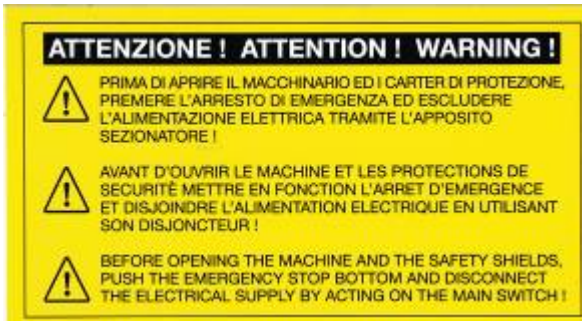 ATTENZIONE ! ATTENTION ! WARNING !
PRIMA DI APRIRE IL MACCHINARIO ED I CARTER DI PROTEZIONE,
PREMERE L'ARRESTO DI EMERGENZA ED ESCLUDERE
L'ALIMENTAZIONE ELETTRICA TRAMITE L'APPOSITO
SEZIONATORE !
AVANT D'OUVRIR LE MACHINE ET LES PROTECTIONS DE
SECURITÈ METTRE EN FONCTION L'ARRET D'EMERGENCE
ET DISJOINDRE L'ALIMENTATION ELECTRIQUE EN UTILISANT
SON DISJONCTEUR !
BEFORE OPENING THE MACHINE AND THE SAFETY SHIELDS,
PUSH THE EMERGENCY STOP BOTTOM AND DISCONNECT
THE ELECTRICAL SUPPLY BY ACTING ON THE MAIN SWITCH !